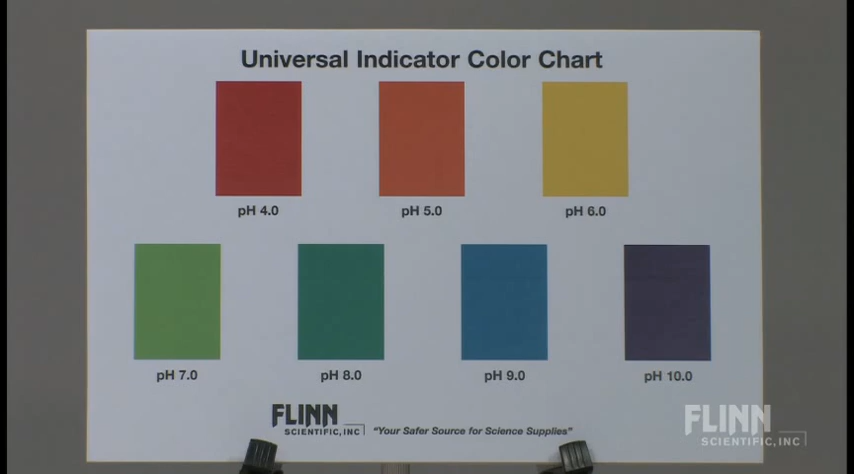 Universal Indicator Color Chart
pH 4.0 pH 5.0 pH 6.0
pH 7.0 pH 8.0 pH 9.0 pH 10.0
FLINN
SCIENTIFIC, INC "Your Safer Source for Science Supplies"
FLINN
SCIENTIFIC, INC